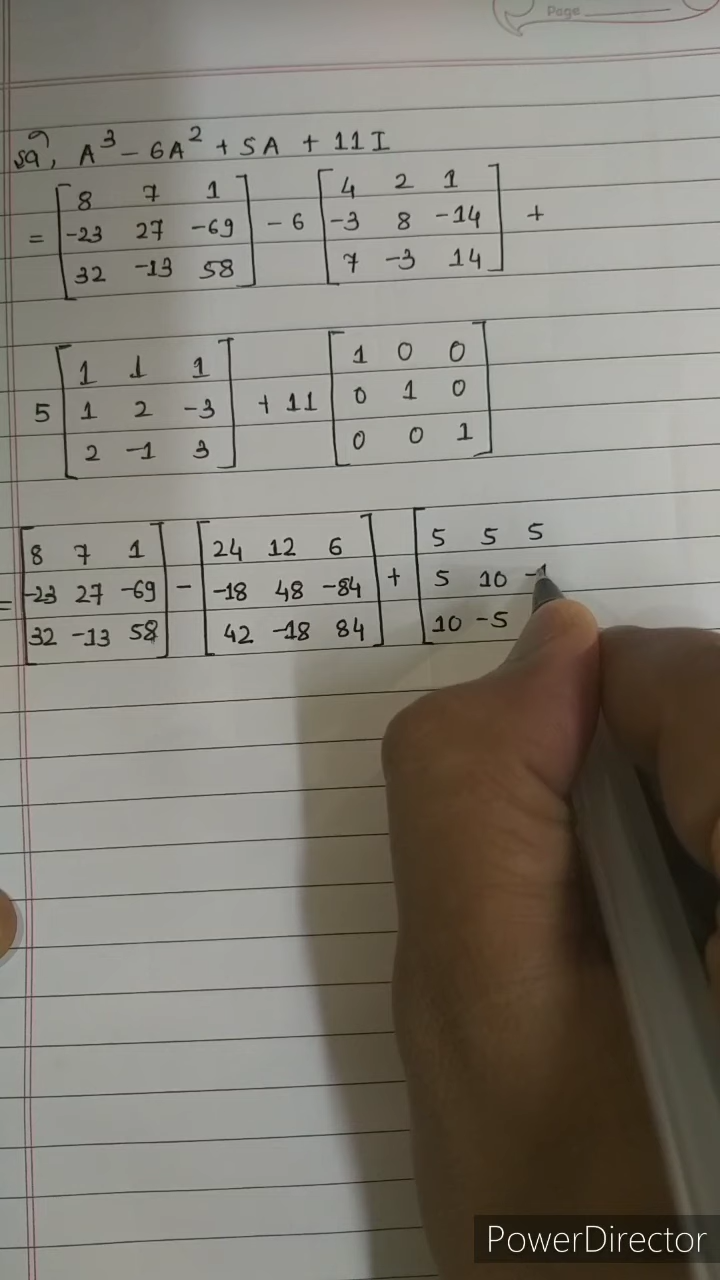 Page
अब, A³ - 6A² + 5A + 11I
= [8 7 1] - 6 [4 2 1] +
[-23 27 -69] [-3 8 -14]
[32 -13 58] [7 -3 14]
5 [1 1 1] + 11 [1 0 0]
[1 2 -3] [0 1 0]
[2 -1 3] [0 0 1]
= [8 7 1] - [24 12 6] + [5 5 5
[-23 27 -69] [-18 48 -84] [5 10 -1
[32 -13 58] [42 -18 84] [10 -5
PowerDirector